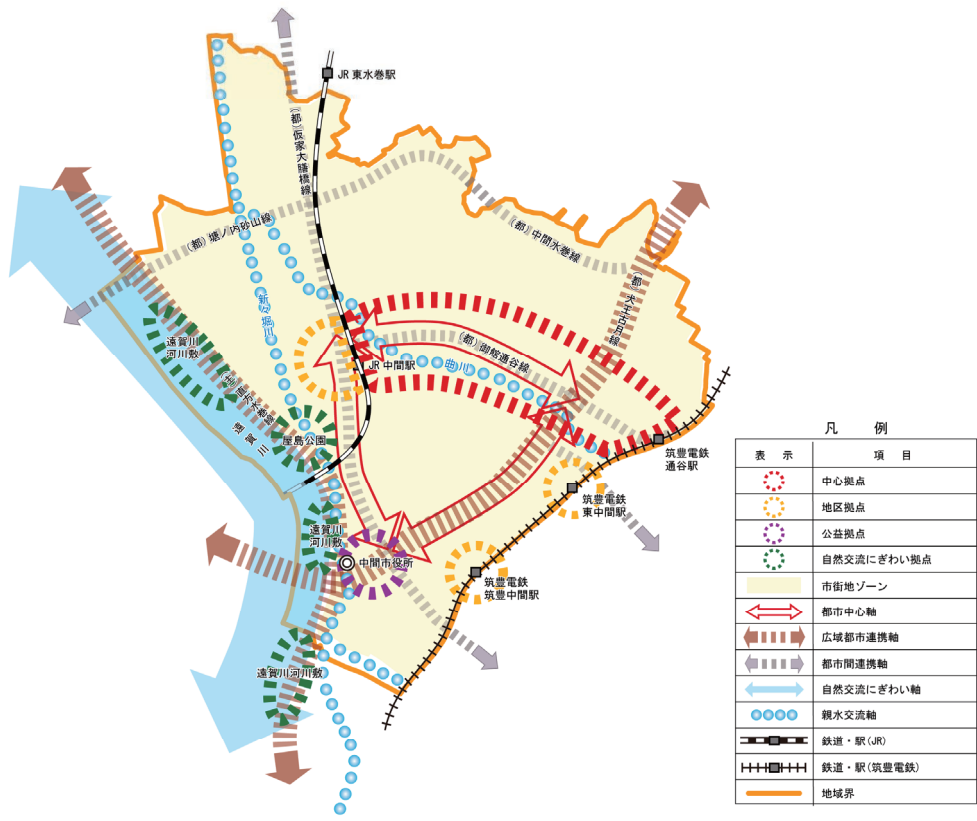 JR 東水巻駅
(都)仮家大膳橋線
(都)塘ノ内砂山線
(都)中間水巻線
(都)犬王古月線
新々堀川
遠賀川
河川敷
(都)御館通谷線
曲川
JR 中間駅
(主)直方水巻線
遠賀川
屋島公園
筑豊電鉄
通谷駅
筑豊電鉄
東中間駅
遠賀川
河川敷
中間市役所
筑豊電鉄
筑豊中間駅
遠賀川河川敷
凡 例
表 示 項 目
中心拠点
地区拠点
公益拠点
自然交流にぎわい拠点
市街地ゾーン
都市中心軸
広域都市連携軸
都市間連携軸
自然交流にぎわい軸
親水交流軸
鉄道・駅(JR)
鉄道・駅(筑豊電鉄)
地域界